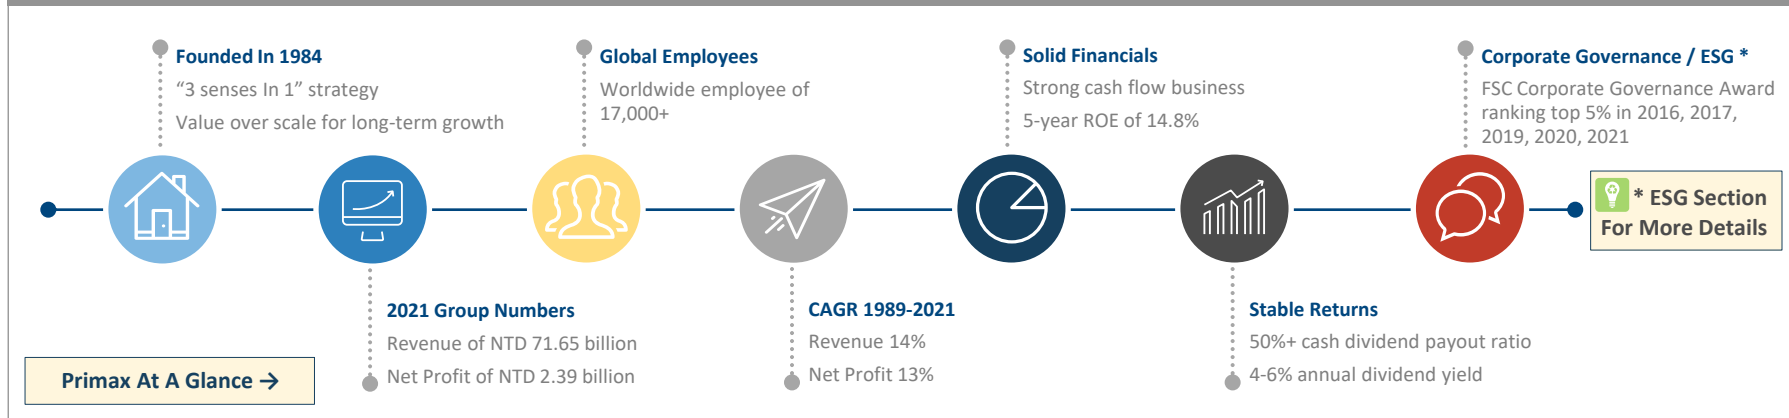 Founded In 1984
“3 senses In 1” strategy
Value over scale for long-term growth
Global Employees
Worldwide employee of
17,000+
Solid Financials
Strong cash flow business
5-year ROE of 14.8%
Corporate Governance / ESG *
FSC Corporate Governance Award
ranking top 5% in 2016, 2017,
2019, 2020, 2021
* ESG Section
For More Details
2021 Group Numbers
Revenue of NTD 71.65 billion
Net Profit of NTD 2.39 billion
CAGR 1989-2021
Revenue 14%
Net Profit 13%
Stable Returns
50%+ cash dividend payout ratio
4-6% annual dividend yield
Primax At A Glance →